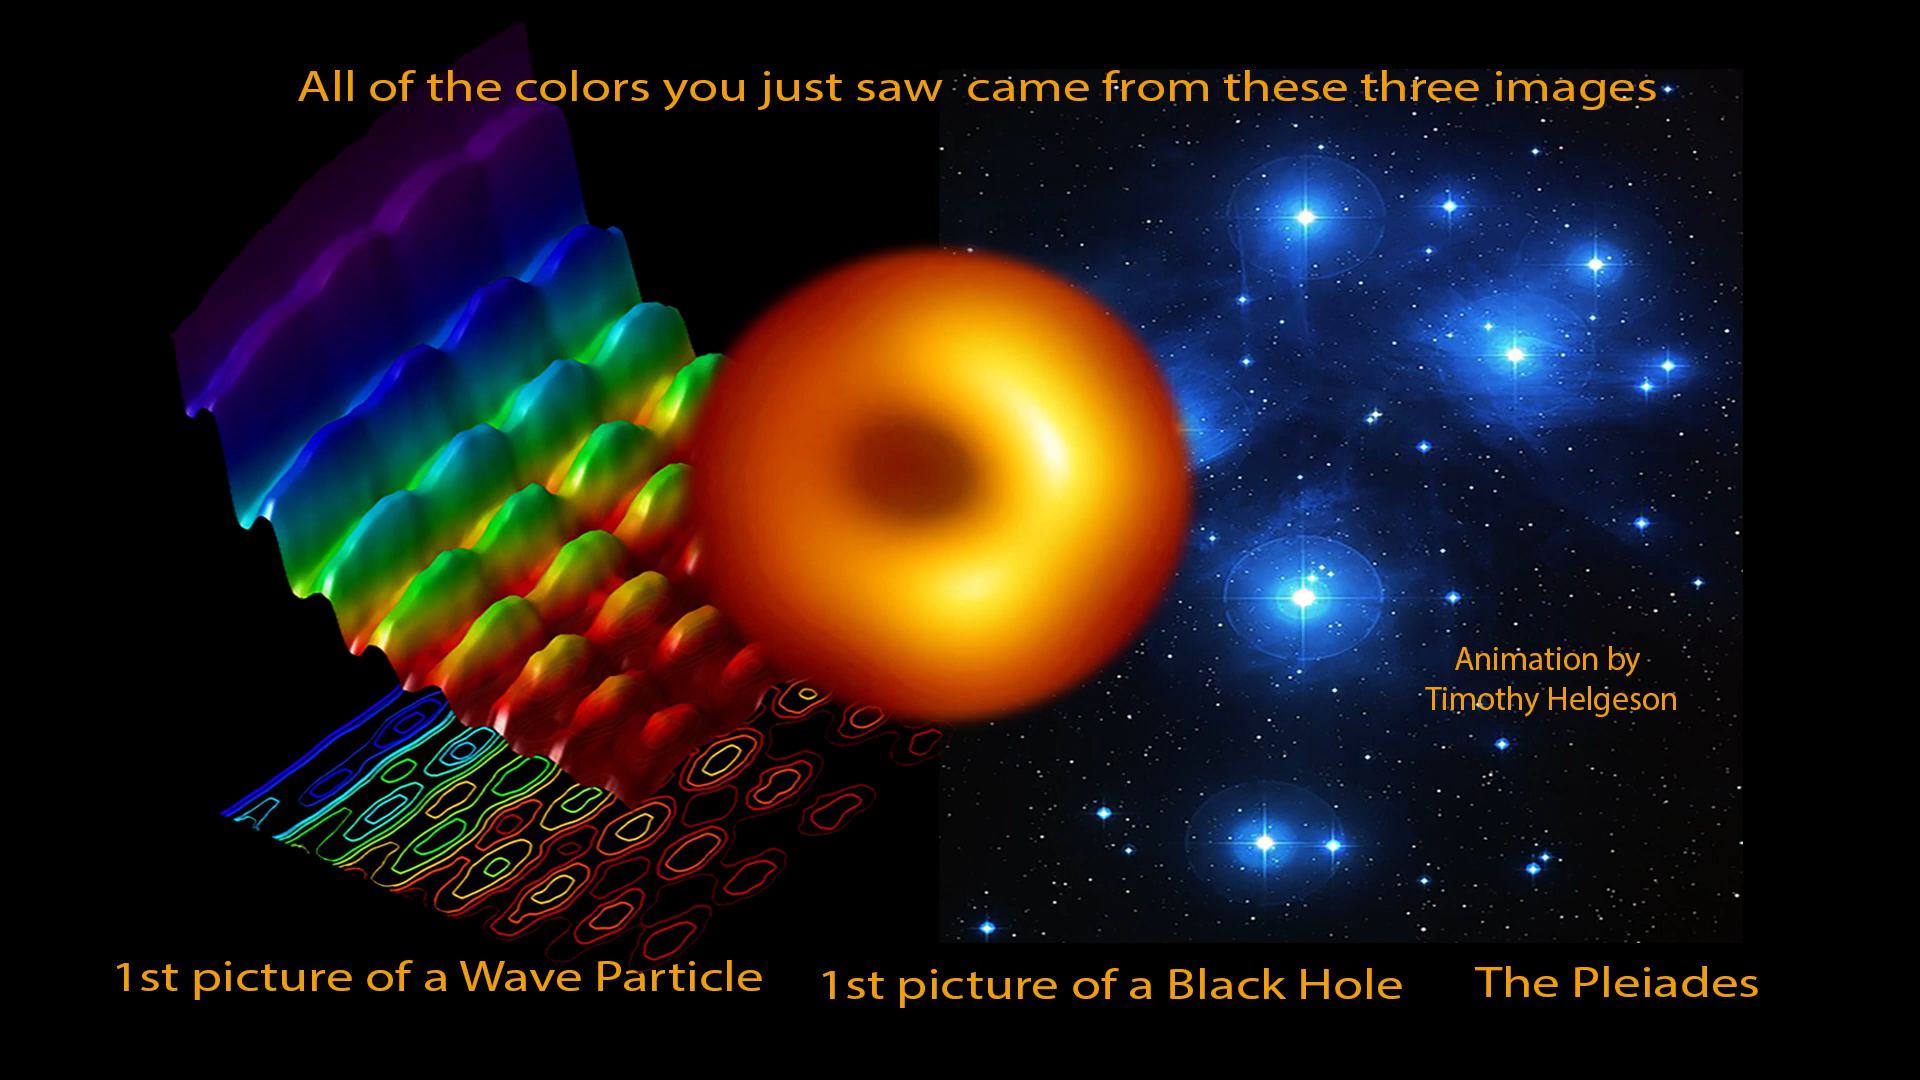 All of the colors you just saw came from these three images
Animation by
Timothy Helgeson
1st picture of a Wave Particle
1st picture of a Black Hole
The Pleiades